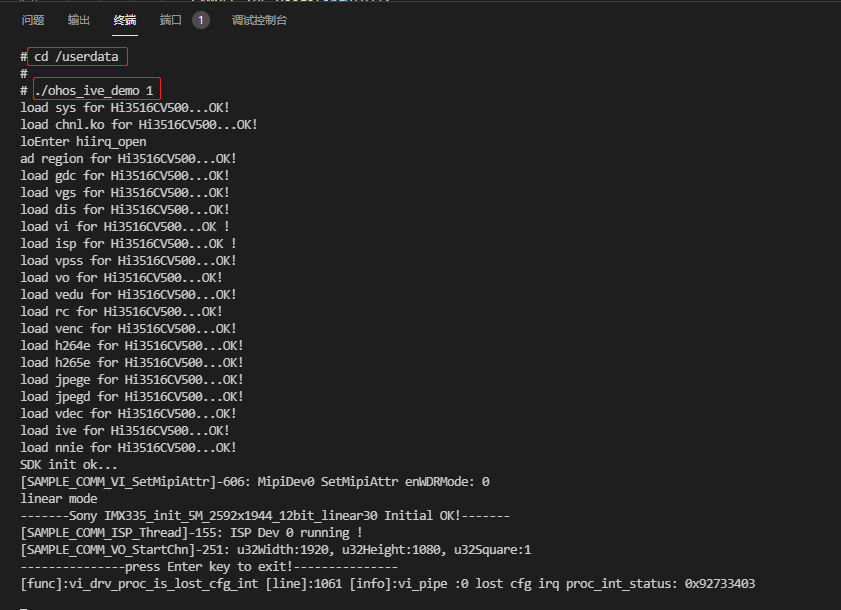 问题 输出 终端 端口 1 调试控制台
# cd /userdata
#
# ./ohos_ive_demo 1
load sys for Hi3516CV500...OK!
load chnl.ko for Hi3516CV500...OK!
loEnter hiirq_open
ad region for Hi3516CV500...OK!
load gdc for Hi3516CV500...OK!
load vgs for Hi3516CV500...OK!
load dis for Hi3516CV500...OK!
load vi for Hi3516CV500...OK !
load isp for Hi3516CV500...OK !
load vpss for Hi3516CV500...OK!
load vo for Hi3516CV500...OK!
load vedu for Hi3516CV500...OK!
load rc for Hi3516CV500...OK!
load venc for Hi3516CV500...OK!
load h264e for Hi3516CV500...OK!
load h265e for Hi3516CV500...OK!
load jpege for Hi3516CV500...OK!
load jpegd for Hi3516CV500...OK!
load vdec for Hi3516CV500...OK!
load ive for Hi3516CV500...OK!
load nnie for Hi3516CV500...OK!
SDK init ok...
[SAMPLE_COMM_VI_SetMipiAttr]-606: MipiDev0 SetMipiAttr enWDRMode: 0
linear mode
-------Sony IMX335_init_5M_2592x1944_12bit_linear30 Initial OK!-------
[SAMPLE_COMM_ISP_Thread]-155: ISP Dev 0 running !
[SAMPLE_COMM_VO_StartChn]-251: u32Width:1920, u32Height:1080, u32Square:1
---------------press Enter key to exit!---------------
[func]:vi_drv_proc_is_lost_cfg_int [line]:1061 [info]:vi_pipe :0 lost cfg irq proc_int_status: 0x92733403